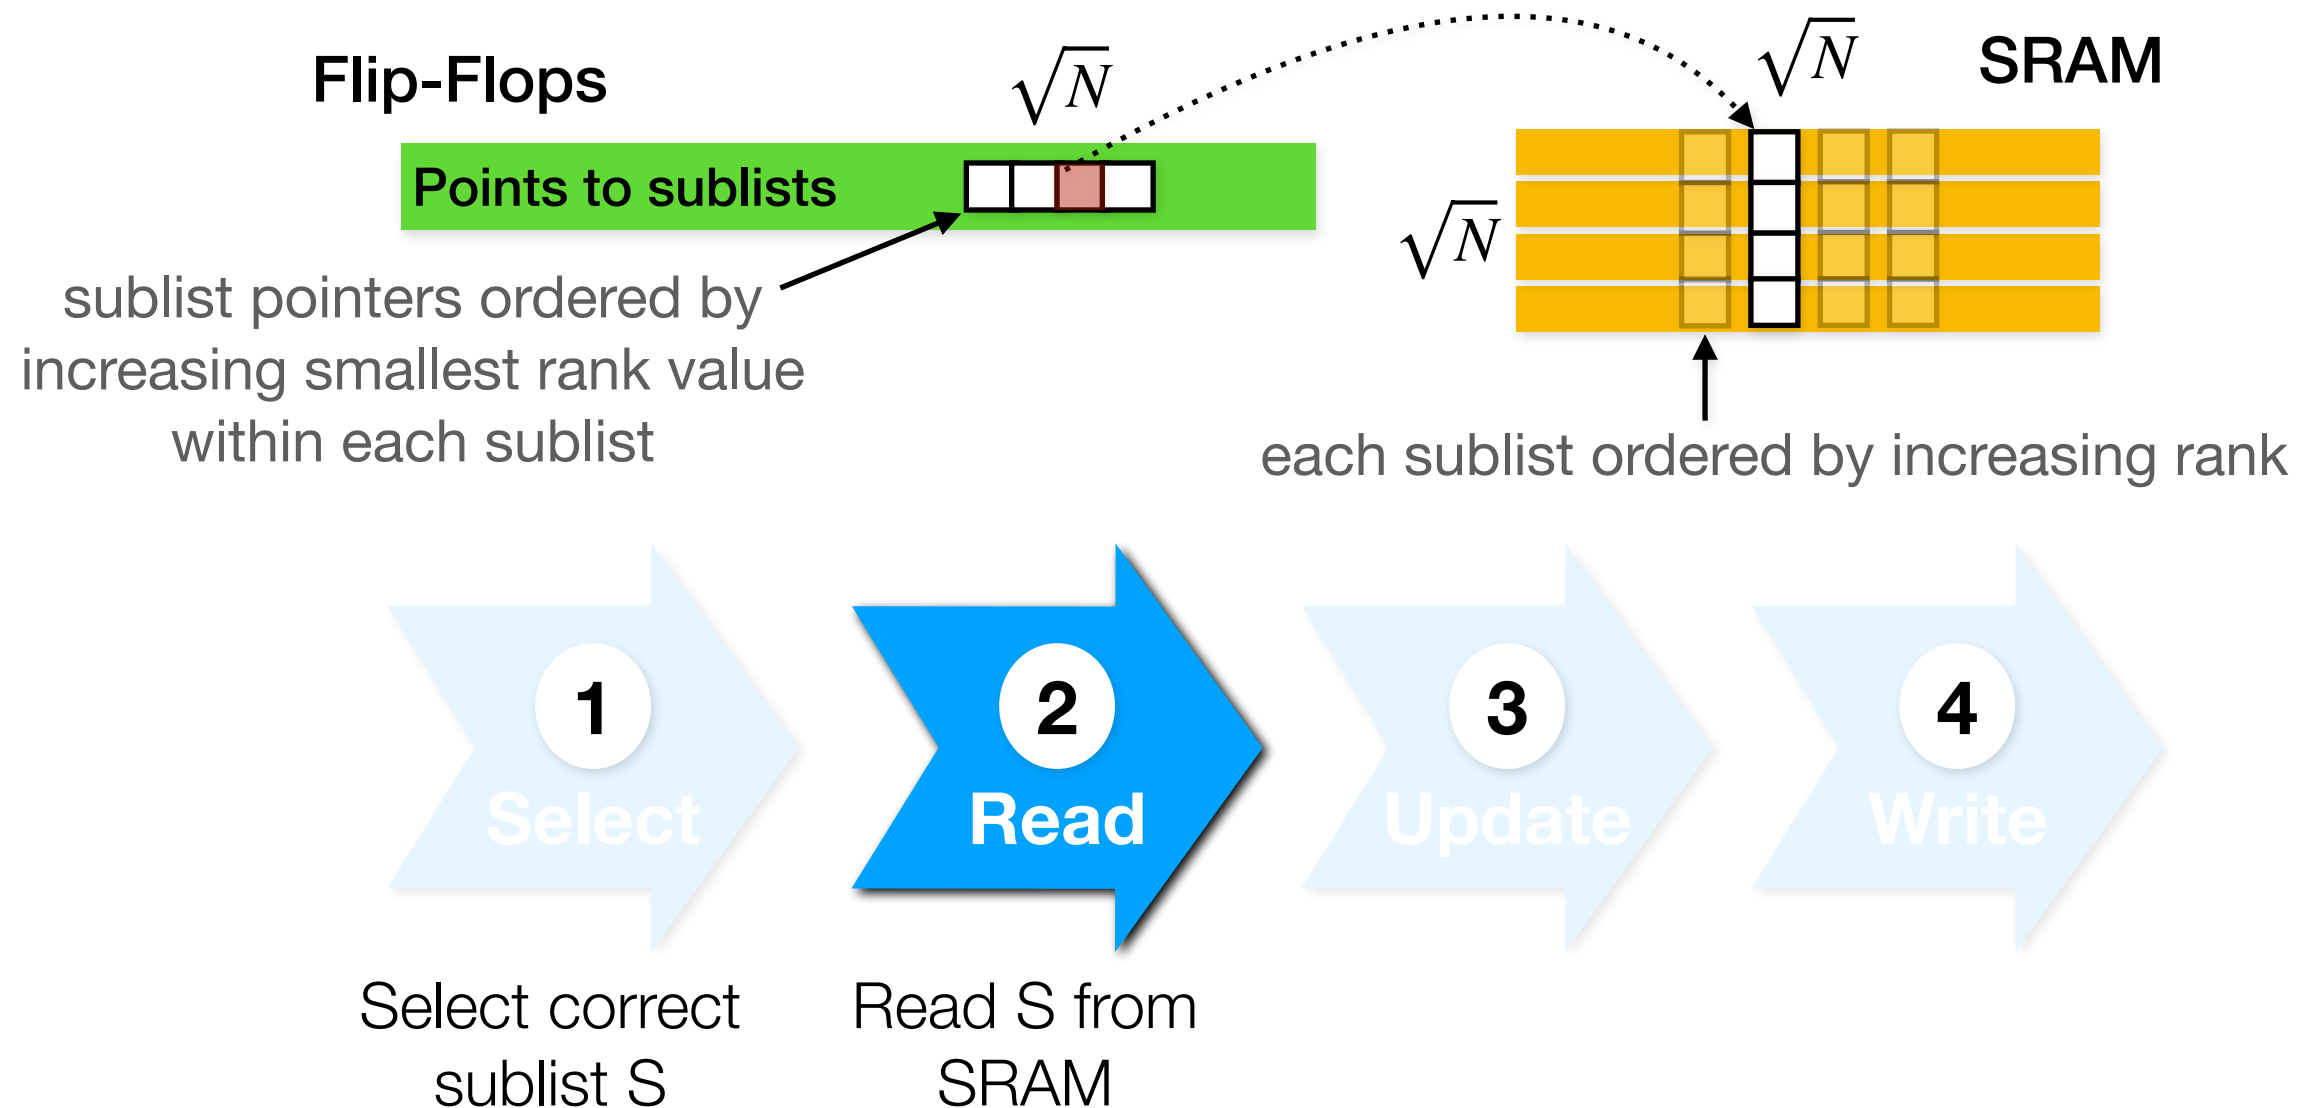 Flip-Flops
√N
√N
SRAM
Points to sublists
√N
sublist pointers ordered by
increasing smallest rank value
within each sublist
each sublist ordered by increasing rank
1
Select
2
Read
3
Update
4
Write
Select correct
sublist S
Read S from
SRAM